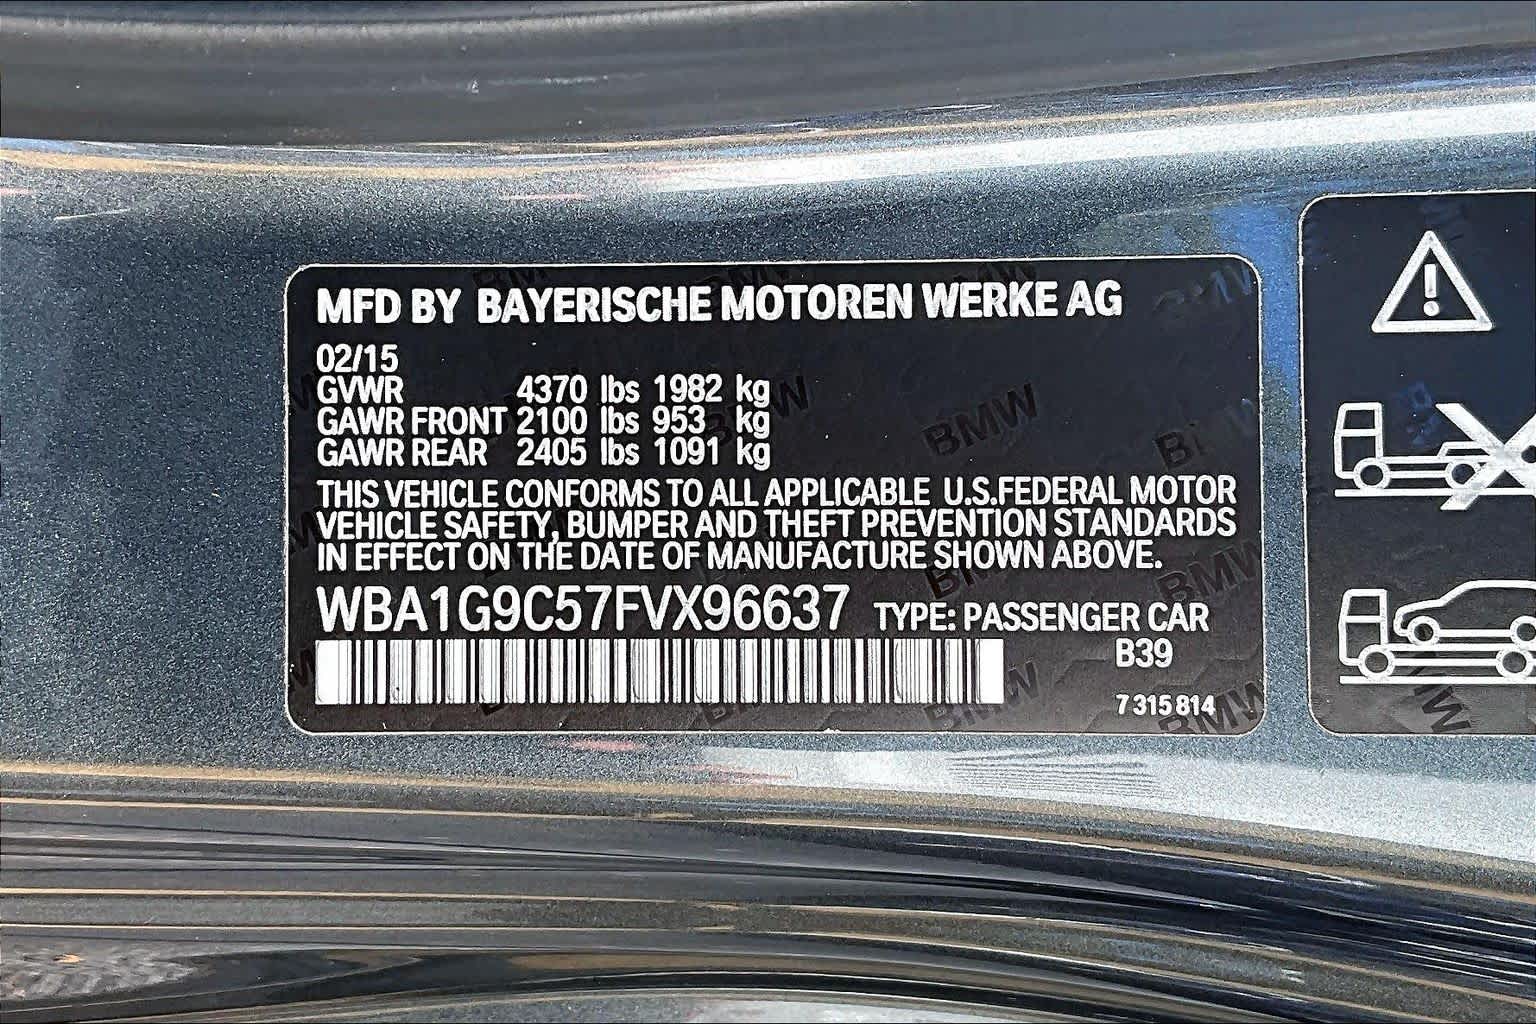 MFD BY BAYERISCHE MOTOREN WERKE AG
02/15
GVWR 4370 lbs 1982 kg
GAWR FRONT 2100 lbs 953 kg
GAWR REAR 2405 lbs 1091 kg
THIS VEHICLE CONFORMS TO ALL APPLICABLE U.S.FEDERAL MOTOR
VEHICLE SAFETY, BUMPER AND THEFT PREVENTION STANDARDS
IN EFFECT ON THE DATE OF MANUFACTURE SHOWN ABOVE.
WBA1G9C57FVX96637 TYPE: PASSENGER CAR
B39
7 315 814